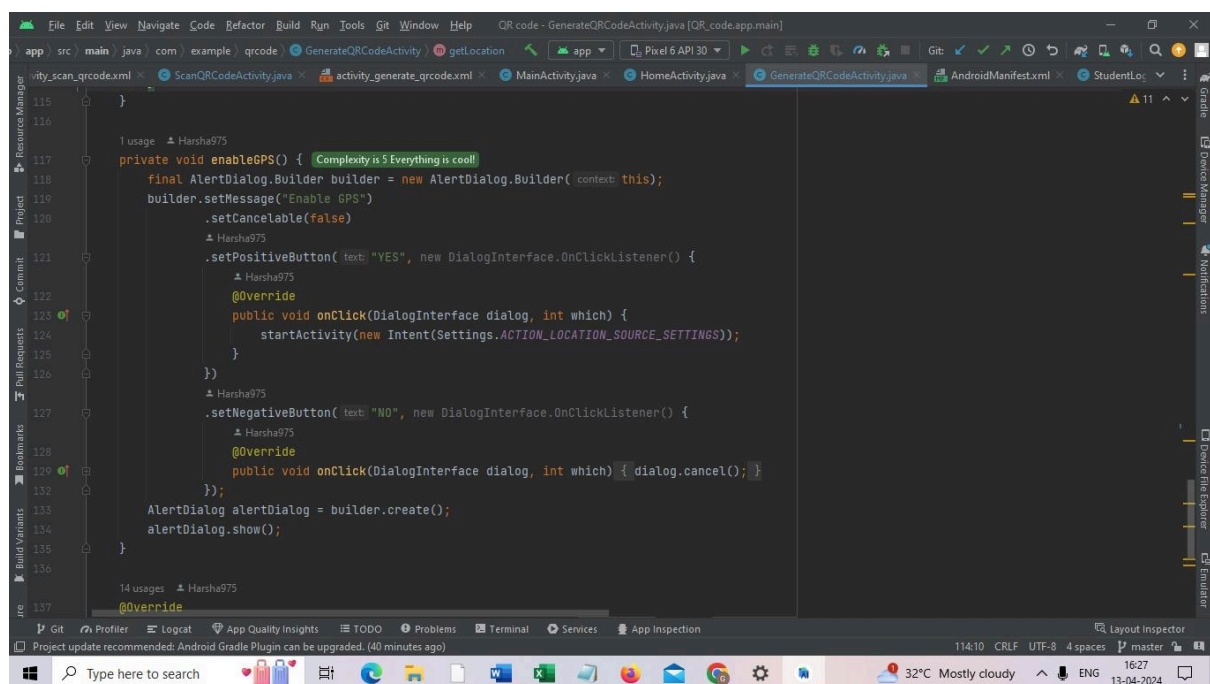 File Edit View Navigate Code Refactor Build Run Tools Git Window Help QR code - GenerateQRCodeActivity.java [QR_code.app.main]
app src main java com example qrcode GenerateQRCodeActivity getLocation app Pixel 6 API 30 Git:
vity_scan_qrcode.xml ScanQRCodeActivity.java activity_generate_qrcode.xml MainActivity.java HomeActivity.java GenerateQRCodeActivity.java AndroidManifest.xml StudentLog
115 }
11
116
1 usage Harsha975
117 private void enableGPS() { Complexity is 5 Everything is cool!
118 final AlertDialog.Builder builder = new AlertDialog.Builder( context: this);
119 builder.setMessage("Enable GPS")
120 .setCancelable(false)
Harsha975
121 .setPositiveButton( text: "YES", new DialogInterface.OnClickListener() {
Harsha975
122 @Override
123 public void onClick(DialogInterface dialog, int which) {
124 startActivity(new Intent(Settings.ACTION_LOCATION_SOURCE_SETTINGS));
125 }
126 })
Harsha975
127 .setNegativeButton( text: "NO", new DialogInterface.OnClickListener() {
Harsha975
128 @Override
129 public void onClick(DialogInterface dialog, int which) { dialog.cancel(); }
132 });
133 AlertDialog alertDialog = builder.create();
134 alertDialog.show();
135 }
136
14 usages Harsha975
137 @Override
Resource Manager
Project
Commit
Pull Requests
Bookmarks
Build Variants
Gradle
Device Manager
Notifications
Device File Explorer
Emulator
Git Profiler Logcat App Quality Insights TODO Problems Terminal Services App Inspection Layout Inspector
Project update recommended: Android Gradle Plugin can be upgraded. (40 minutes ago) 114:10 CRLF UTF-8 4 spaces master
Type here to search 32°C Mostly cloudy ENG 16:27
13-04-2024